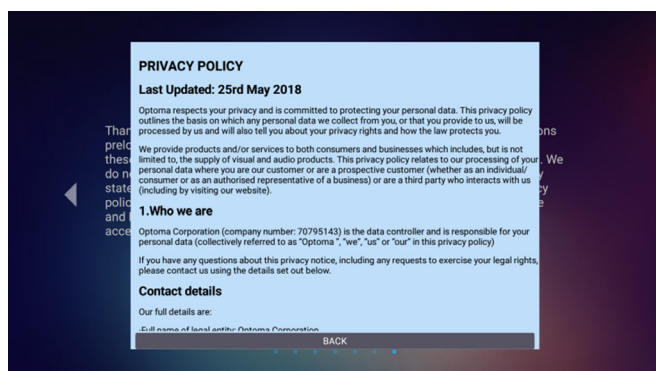 PRIVACY POLICY
Last Updated: 25rd May 2018
Optoma respects your privacy and is committed to protecting your personal data. This privacy policy
outlines the basis on which any personal data we collect from you, or that you provide to us, will be
processed by us and will also tell you about your privacy rights and how the law protects you.
We provide products and/or services to both consumers and businesses which includes, but is not
limited to, the supply of visual and audio products. This privacy policy relates to our processing of your
personal data where you are our customer or are a prospective customer (whether as an individual/
consumer or as an authorised representative of a business) or are a third party who interacts with us
(including by visiting our website).
1.Who we are
Optoma Corporation (company number: 70795143) is the data controller and is responsible for your
personal data (collectively referred to as “Optoma ”, “we”, “us” or “our” in this privacy policy)
If you have any questions about this privacy notice, including any requests to exercise your legal rights,
please contact us using the details set out below.
Contact details
Our full details are:
-Full name of legal entity: Optoma Corporation
BACK